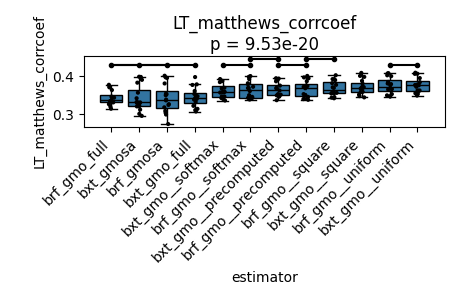 LT_matthews_corrcoef
p = 9.53e-20
LT_matthews_corrcoef
0.4
0.3
brf_gmo_full
bxt_gmosa
brf_gmosa
bxt_gmo_full
bxt_gmo__softmax
brf_gmo__softmax
bxt_gmo__precomputed
brf_gmo__precomputed
brf_gmo__square
bxt_gmo__square
brf_gmo__uniform
bxt_gmo__uniform
estimator